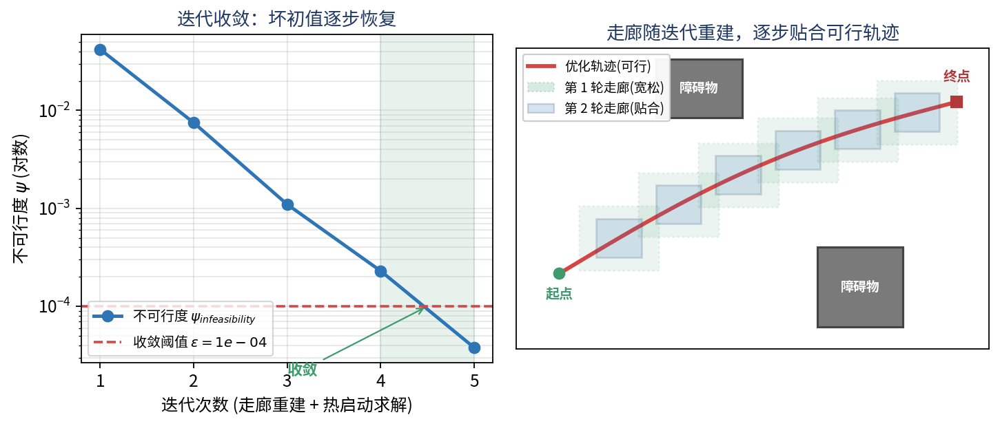 迭代收敛：坏初值逐步恢复
不可行度 ψ (对数)
10⁻²
10⁻³
10⁻⁴
不可行度 ψinfeasibility
收敛阈值 ε = 1e − 04
收敛
1 2 3 4 5
迭代次数 (走廊重建 + 热启动求解)
走廊随迭代重建，逐步贴合可行轨迹
优化轨迹(可行)
第 1 轮走廊(宽松)
第 2 轮走廊(贴合)
障碍物
终点
起点
障碍物